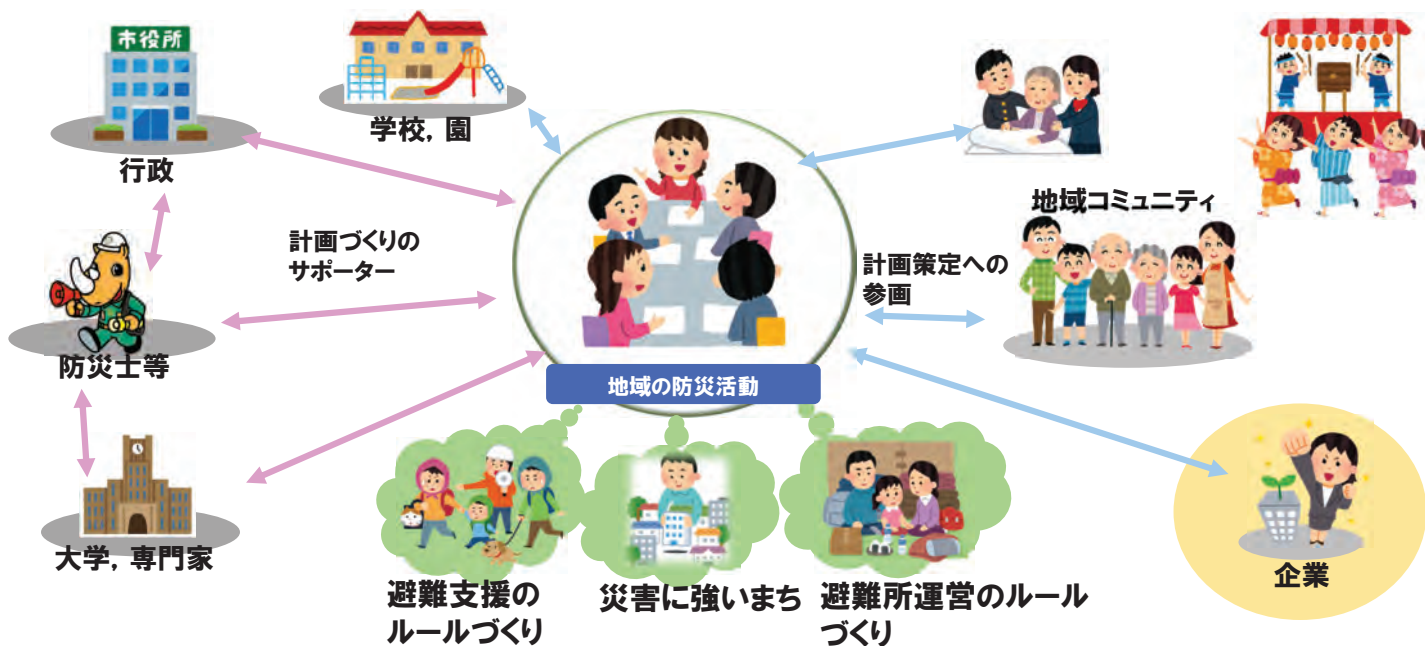 市役所
行政
学校, 園
地域コミュニティ
計画づくりの
サポーター
計画策定への
参画
防災士等
地域の防災活動
大学, 専門家
企業
避難支援の
ルールづくり
災害に強いまち
避難所運営のルール
づくり